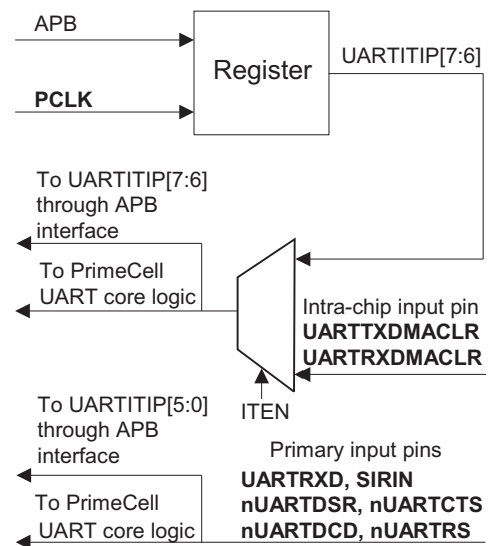 APB
Register
UARTITIP[7:6]
PCLK
To UARTITIP[7:6]
through APB
interface
To PrimeCell
UART core logic
Intra-chip input pin
UARTTXDMACLR
UARTRXDMACLR
ITEN
To UARTITIP[5:0]
through APB
interface
Primary input pins
UARTRXD, SIRIN
nUARTDSR, nUARTCTS
nUARTDCD, nUARTRS
To PrimeCell
UART core logic